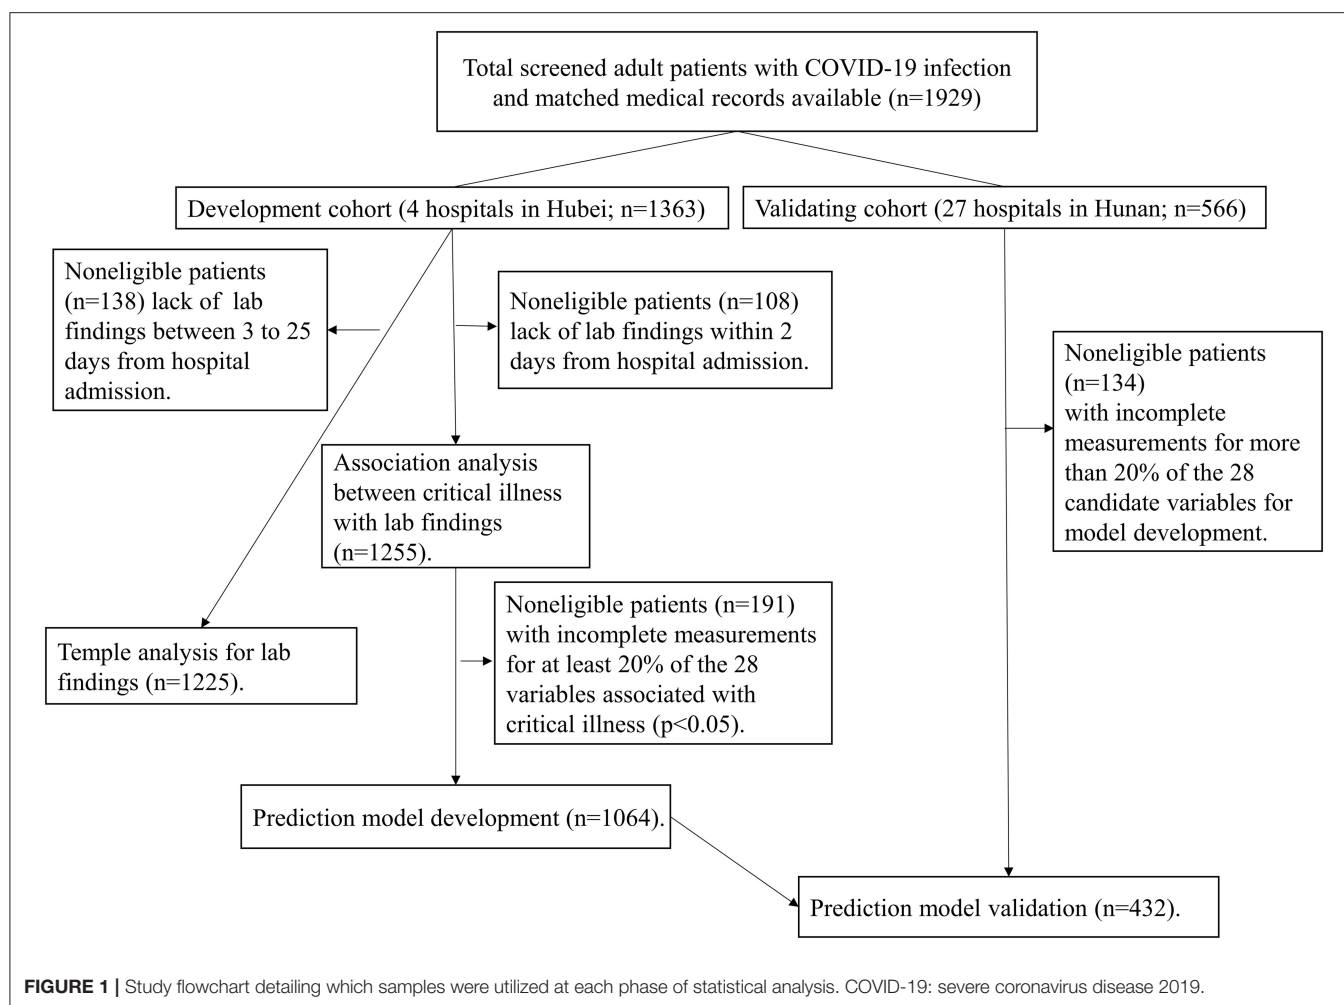 Total screened adult patients with COVID-19 infection
and matched medical records available (n=1929)
Development cohort (4 hospitals in Hubei; n=1363)
Validating cohort (27 hospitals in Hunan; n=566)
Noneligible patients
(n=138) lack of lab
findings between 3 to 25
days from hospital
admission.
Noneligible patients (n=108)
lack of lab findings within 2
days from hospital admission.
Noneligible patients
(n=134)
with incomplete
measurements for more
than 20% of the 28
candidate variables for
model development.
Association analysis
between critical illness
with lab findings
(n=1255).
Noneligible patients (n=191)
with incomplete measurements
for at least 20% of the 28
variables associated with
critical illness (p<0.05).
Temple analysis for lab
findings (n=1225).
Prediction model development (n=1064).
Prediction model validation (n=432).
FIGURE 1 | Study flowchart detailing which samples were utilized at each phase of statistical analysis. COVID-19: severe coronavirus disease 2019.